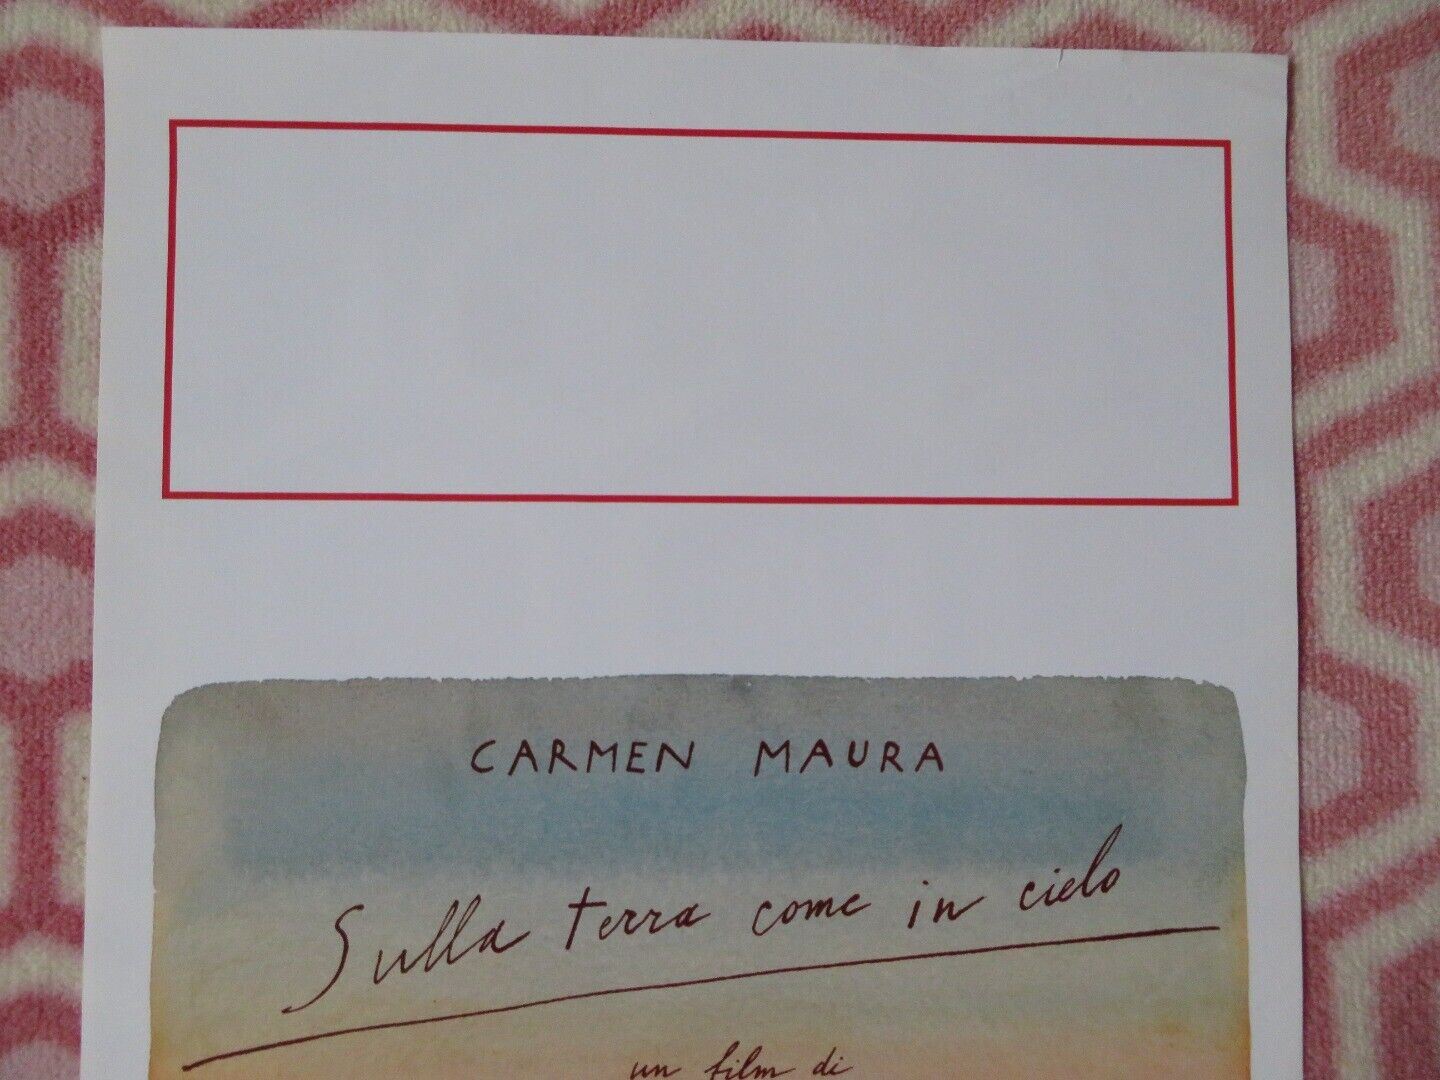 CARMEN MAURA
Sulla terra come in cielo
un film di